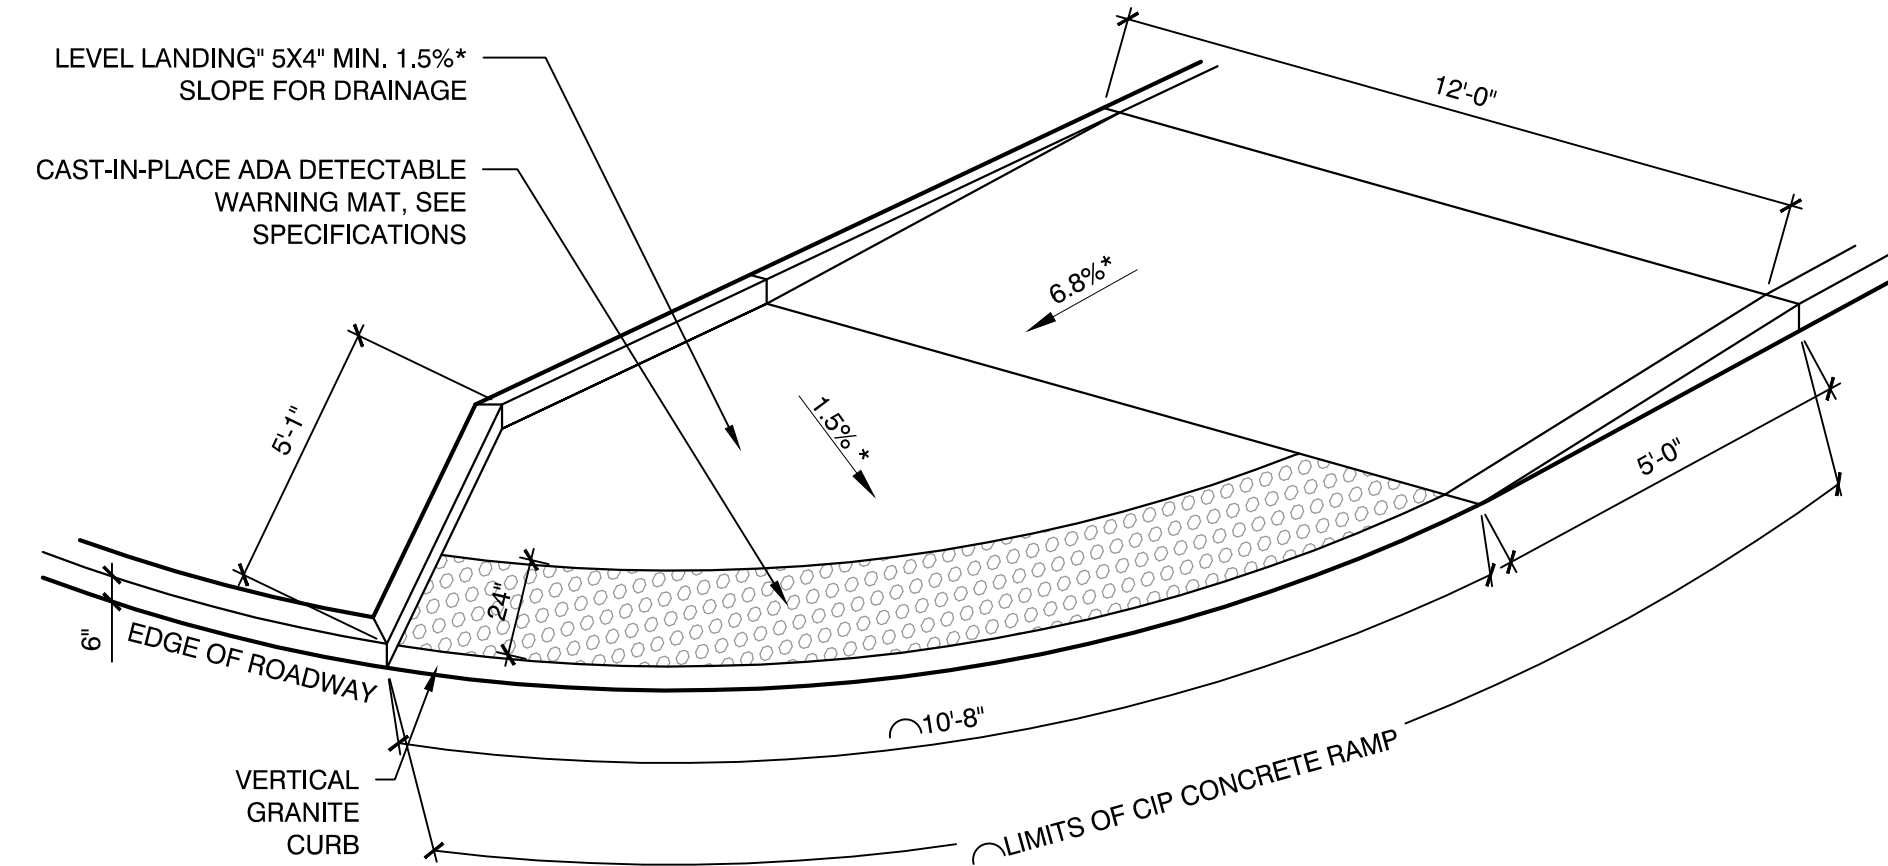 LEVEL LANDING" 5X4" MIN. 1.5%*
SLOPE FOR DRAINAGE
CAST-IN-PLACE ADA DETECTABLE
WARNING MAT, SEE
SPECIFICATIONS
12'-0"
6.8%*
1.5% *
5'-1"
5'-0"
24"
6"
EDGE OF ROADWAY
10'-8"
VERTICAL
GRANITE
CURB
LIMITS OF CIP CONCRETE RAMP